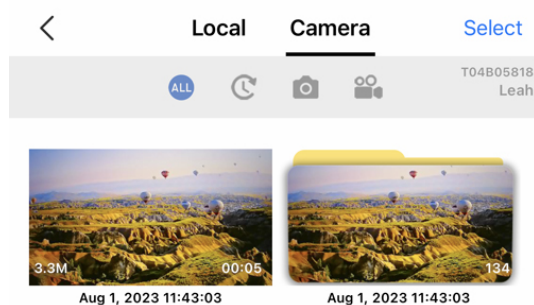 Local Camera Select
ALL
T04B05818
Leah
3.3M 00:05
134
Aug 1, 2023 11:43:03
Aug 1, 2023 11:43:03